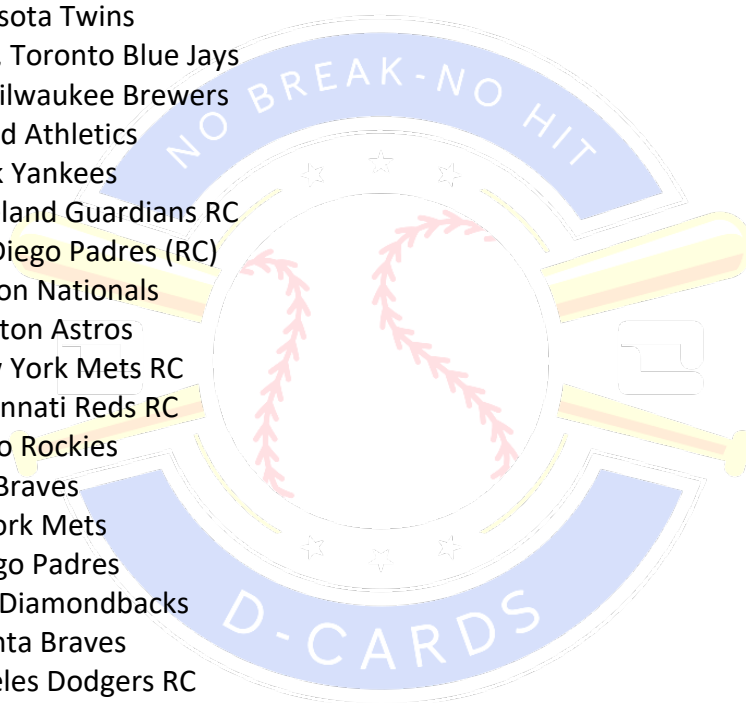 sota Twins
Toronto Blue Jays
ilwaukee Brewers
d Athletics
Yankees
land Guardians RC
Diego Padres (RC)
on Nationals
ton Astros
York Mets RC
nnati Reds RC
o Rockies
Braves
ork Mets
go Padres
Diamondbacks
nta Braves
eles Dodgers RC
NO BREAK-NO HIT
D-CARDS